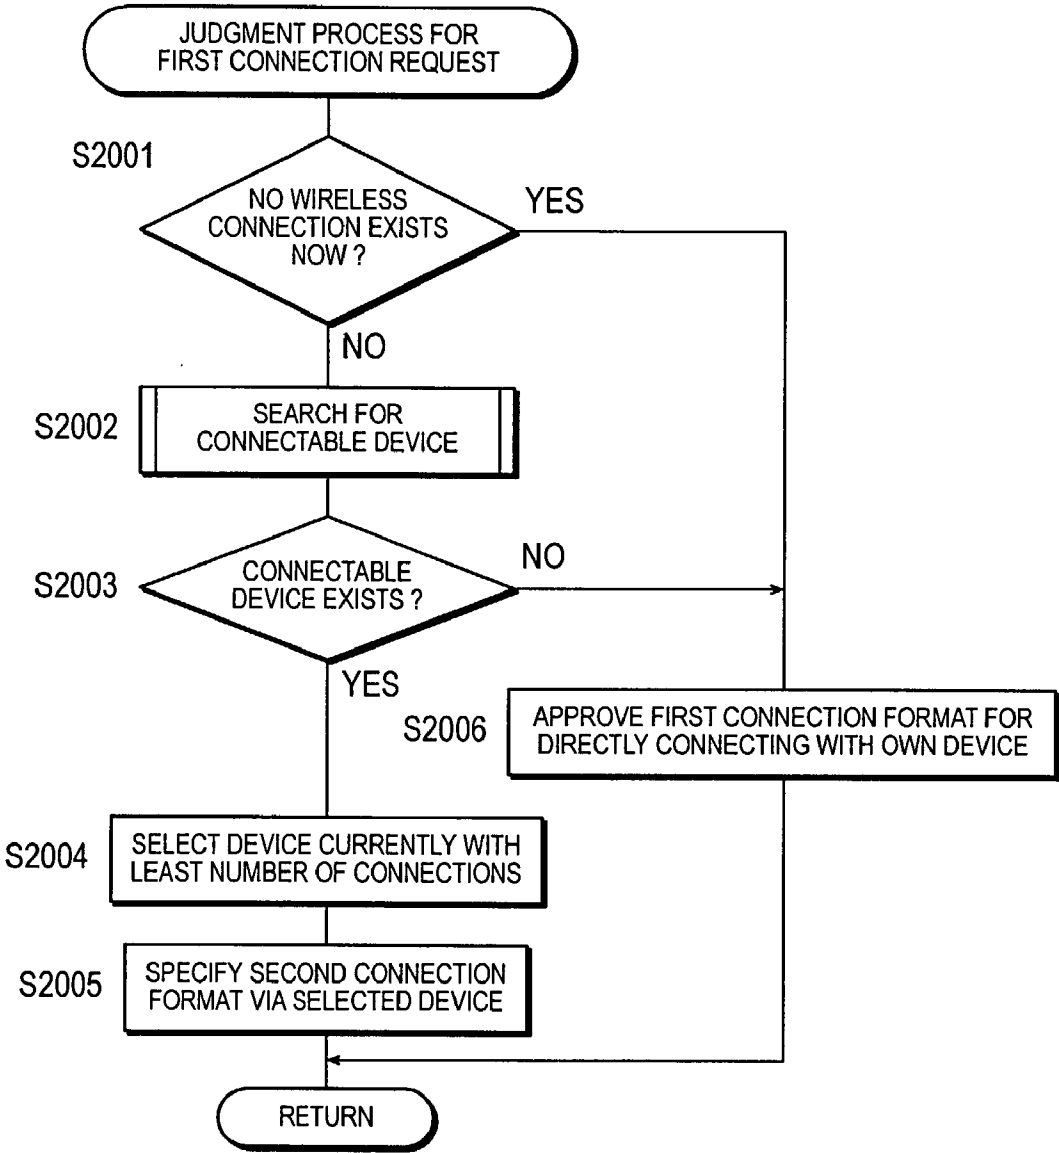 JUDGMENT PROCESS FOR
FIRST CONNECTION REQUEST
S2001
NO WIRELESS
CONNECTION EXISTS
NOW ?
YES
NO
S2002
SEARCH FOR
CONNECTABLE DEVICE
S2003
CONNECTABLE
DEVICE EXISTS ?
NO
YES
S2006
APPROVE FIRST CONNECTION FORMAT FOR
DIRECTLY CONNECTING WITH OWN DEVICE
S2004
SELECT DEVICE CURRENTLY WITH
LEAST NUMBER OF CONNECTIONS
S2005
SPECIFY SECOND CONNECTION
FORMAT VIA SELECTED DEVICE
RETURN